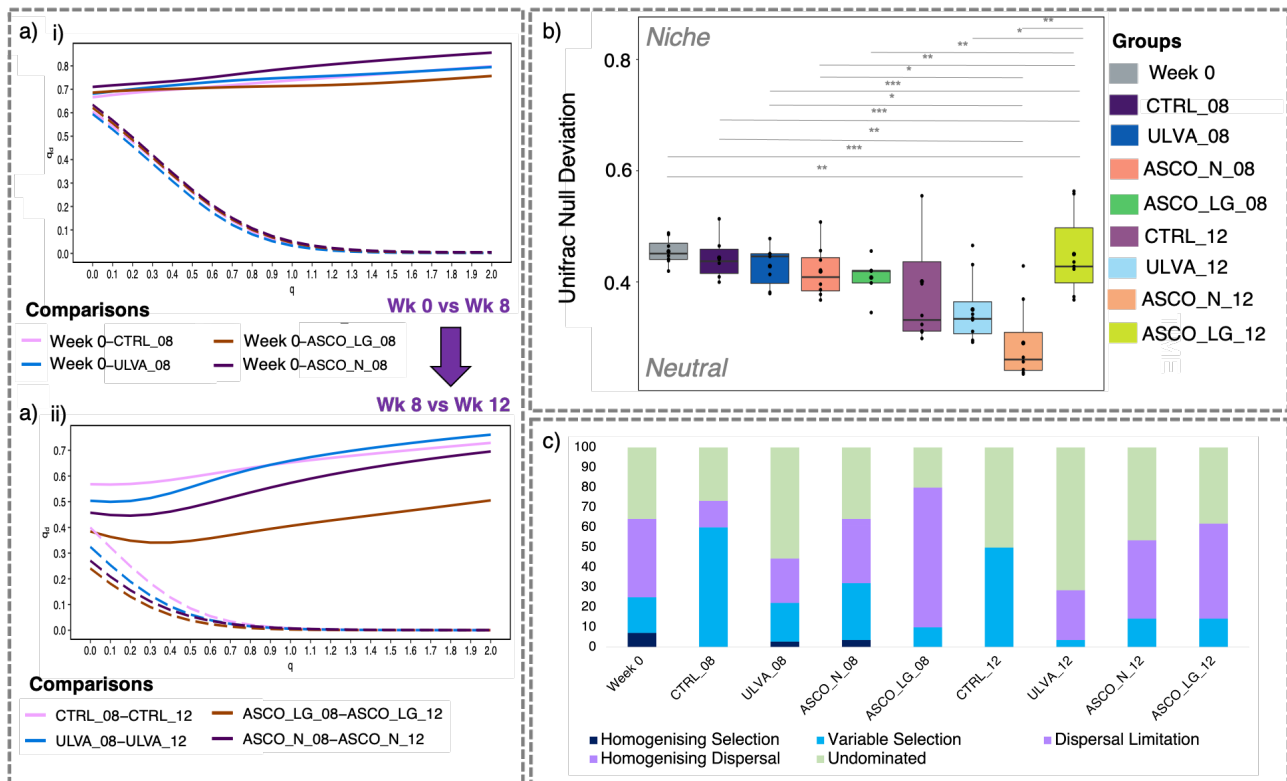 a) i)
0.8
0.7
0.6
0.5
0.4
0.3
0.2
0.1
0.0
qd
0.0 0.1 0.2 0.3 0.4 0.5 0.6 0.7 0.8 0.9 1.0 1.1 1.2 1.3 1.4 1.5 1.6 1.7 1.8 1.9 2.0
q
Wk 0 vs Wk 8
Comparisons
Week 0–CTRL_08 Week 0–ASCO_LG_08
Week 0–ULVA_08 Week 0–ASCO_N_08
Wk 8 vs Wk 12
a) ii)
0.7
0.6
0.5
0.4
0.3
0.2
0.1
0.0
qd
0.0 0.1 0.2 0.3 0.4 0.5 0.6 0.7 0.8 0.9 1.0 1.1 1.2 1.3 1.4 1.5 1.6 1.7 1.8 1.9 2.0
q
Comparisons
CTRL_08–CTRL_12 ASCO_LG_08–ASCO_LG_12
ULVA_08–ULVA_12 ASCO_N_08–ASCO_N_12
b)
Unifrac Null Deviation
0.8
0.6
0.4
Niche
**
*
**
**
*
***
*
***
**
***
**
Neutral
Groups
Week 0
CTRL_08
ULVA_08
ASCO_N_08
ASCO_LG_08
CTRL_12
ULVA_12
ASCO_N_12
ASCO_LG_12
c)
100
90
80
70
60
50
40
30
20
10
0
Week 0 CTRL_08 ULVA_08 ASCO_N_08 ASCO_LG_08 CTRL_12 ULVA_12 ASCO_N_12 ASCO_LG_12
Homogenising Selection Variable Selection Dispersal Limitation
Homogenising Dispersal Undominated